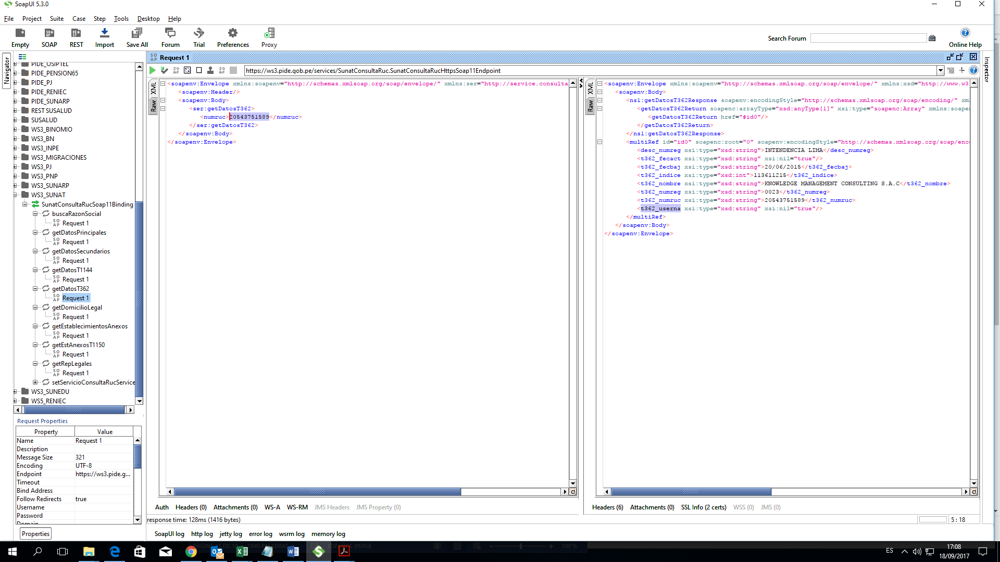 SoapUI 5.3.0
File Project Suite Case Step Tools Desktop Help
Empty SOAP REST Import Save All Forum Trial Preferences Proxy
Search Forum
Online Help
Navigator
PIDE_OSIPTEL
PIDE_PENSION65
PIDE_PJ
PIDE_RENIEC
PIDE_SUNARP
REST SUSALUD
SUSALUD
WS3_BINOMIO
WS3_BN
WS3_INPE
WS3_MIGRACIONES
WS3_PJ
WS3_PNP
WS3_SUNARP
WS3_SUNAT
SunatConsultaRucSoap11Binding
buscaRazonSocial
Request 1
getDatosPrincipales
Request 1
getDatosSecundarios
Request 1
getDatosT1144
Request 1
getDatosT362
Request 1
getDomicilioLegal
Request 1
getEstablecimientosAnexos
Request 1
getEstAnexosT1150
Request 1
getRepLegales
Request 1
setServicioConsultaRucService
WS3_SUNEDU
WS5_RENIEC
Request Properties
Property Value
Name Request 1
Description
Message Size 321
Encoding UTF-8
Endpoint https://ws3.pide.g...
Timeout
Bind Address
Follow Redirects true
Username
Password
Domain
Properties
Request 1
https://ws3.pide.gob.pe/services/SunatConsultaRuc.SunatConsultaRucHttpsSoap11Endpoint
XML
Raw
<soapenv:Envelope xmlns:soapenv="http://schemas.xmlsoap.org/soap/envelope/" xmlns:ser="http://service.consulta
<soapenv:Header/>
<soapenv:Body>
<ser:getDatosT362>
<numruc>20543751589</numruc>
</ser:getDatosT362>
</soapenv:Body>
</soapenv:Envelope>
XML
Raw
<soapenv:Envelope xmlns:soapenv="http://schemas.xmlsoap.org/soap/envelope/" xmlns:xsd="http://www.w3
<soapenv:Body>
<ns1:getDatosT362Response soapenv:encodingStyle="http://schemas.xmlsoap.org/soap/encoding/" xml
<getDatosT362Return soapenc:arrayType="xsd:anyType[1]" xsi:type="soapenc:Array" xmlns:soapen
<getDatosT362Return href="#id0"/>
</getDatosT362Return>
</ns1:getDatosT362Response>
<multiRef id="id0" soapenc:root="0" soapenv:encodingStyle="http://schemas.xmlsoap.org/soap/enc
<desc_numreg xsi:type="xsd:string">INTENDENCIA LIMA</desc_numreg>
<t362_fecact xsi:type="xsd:string" xsi:nil="true"/>
<t362_fecbaj xsi:type="xsd:string">20/06/2015</t362_fecbaj>
<t362_indice xsi:type="xsd:int">113611215</t362_indice>
<t362_nombre xsi:type="xsd:string">KNOWLEDGE MANAGEMENT CONSULTING S.A.C</t362_nombre>
<t362_numreg xsi:type="xsd:string">0023</t362_numreg>
<t362_numruc xsi:type="xsd:string">20543751589</t362_numruc>
<t362_userna xsi:type="xsd:string" xsi:nil="true"/>
</multiRef>
</soapenv:Body>
</soapenv:Envelope>
Inspector
Auth Headers (0) Attachments (0) WS-A WS-RM JMS Headers JMS Property (0)
Headers (6) Attachments (0) SSL Info (2 certs) WSS (0) JMS (0)
response time: 128ms (1416 bytes)
5 : 18
SoapUI log http log jetty log error log wsrm log memory log
ES
17:08
18/09/2017